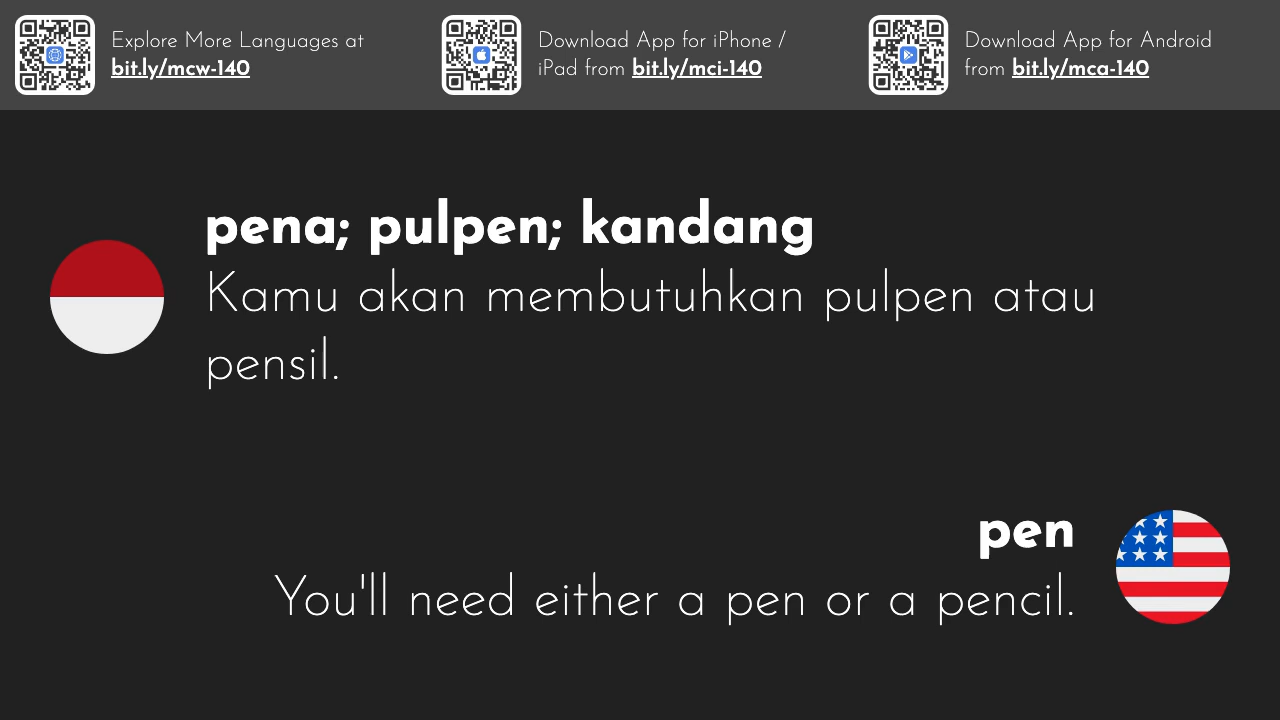 Explore More Languages at
bit.ly/mcw-140
Download App for iPhone /
iPad from bit.ly/mci-140
Download App for Android
from bit.ly/mca-140
pena; pulpen; kandang
Kamu akan membutuhkan pulpen atau
pensil.
pen
You'll need either a pen or a pencil.